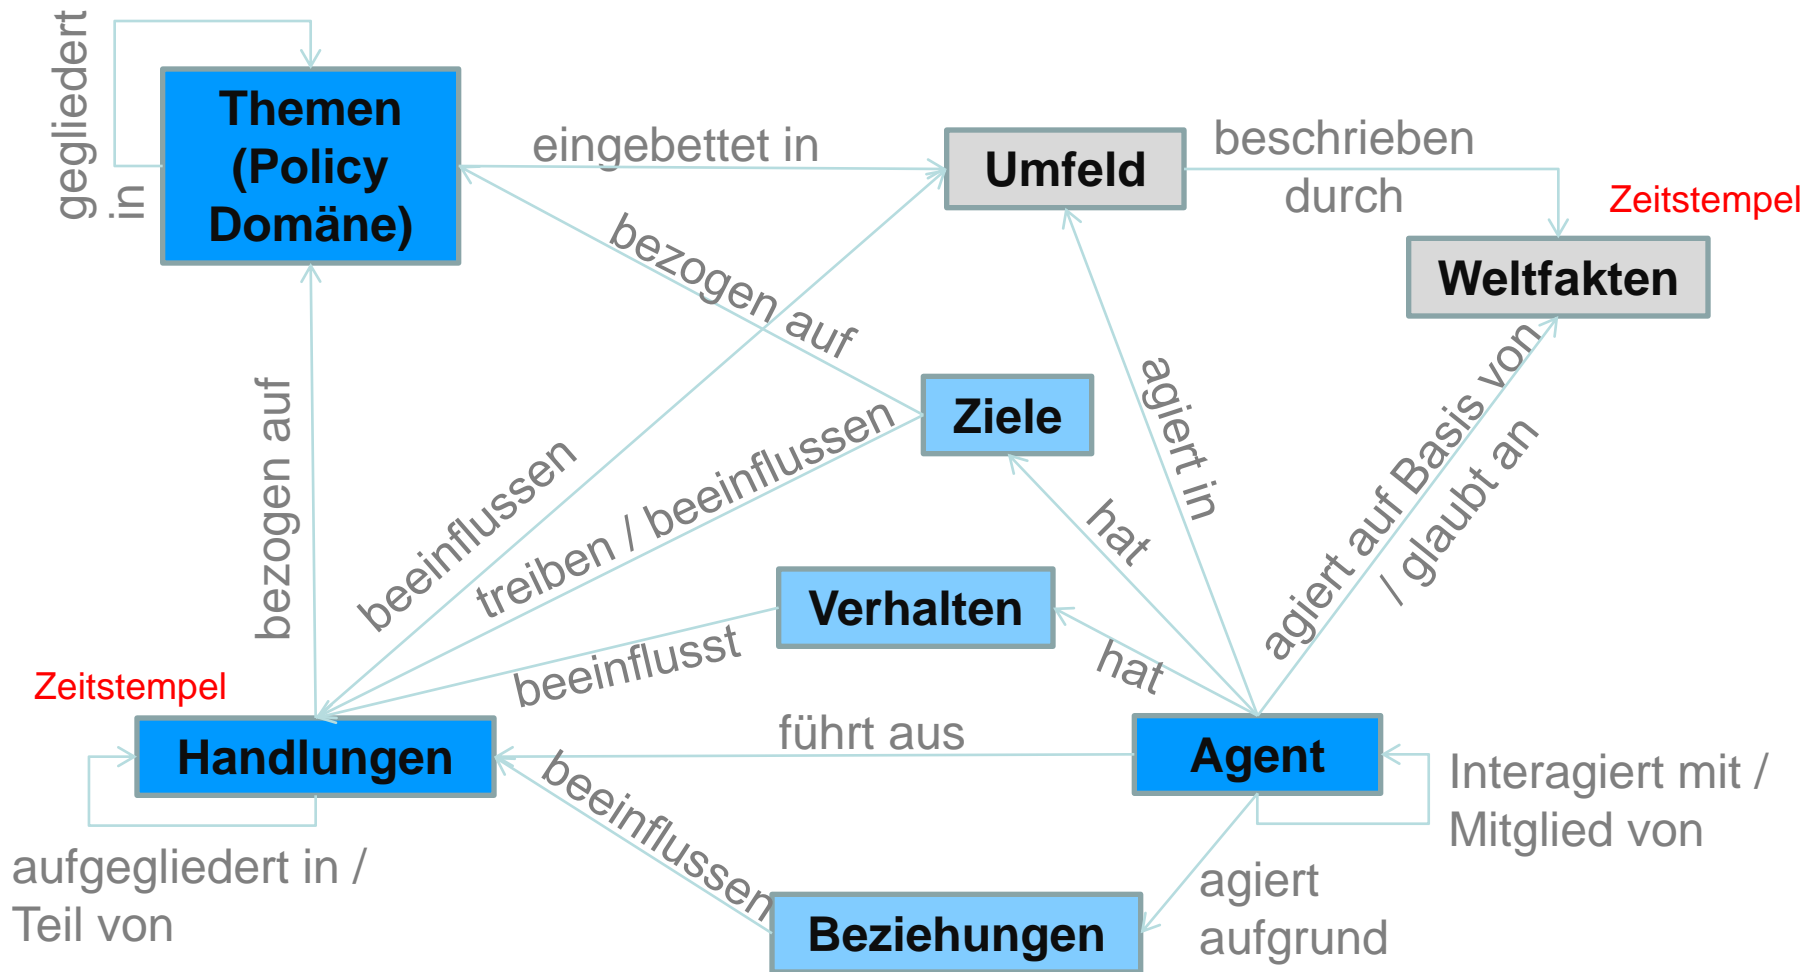 gegliedert
in
Themen
(Policy
Domäne)
eingebettet in
Umfeld
beschrieben
durch
Zeitstempel
Weltfakten
bezogen auf
Ziele
agiert in
agiert auf Basis von
/ glaubt an
bezogen auf
beeinflussen
treiben / beeinflussen
hat
Verhalten
beeinflusst
hat
Zeitstempel
Handlungen
führt aus
Agent
Interagiert mit /
Mitglied von
aufgegliedert in /
Teil von
beeinflussen
Beziehungen
agiert
aufgrund